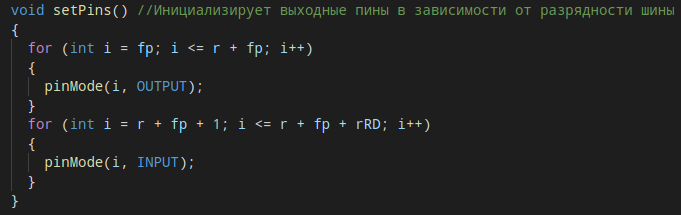 void setPins() //Инициализирует выходные пины в зависимости от разрядности шины
{
  for (int i = fp; i <= r + fp; i++)
  {
    pinMode(i, OUTPUT);
  }
  for (int i = r + fp + 1; i <= r + fp + rRD; i++)
  {
    pinMode(i, INPUT);
  }
}